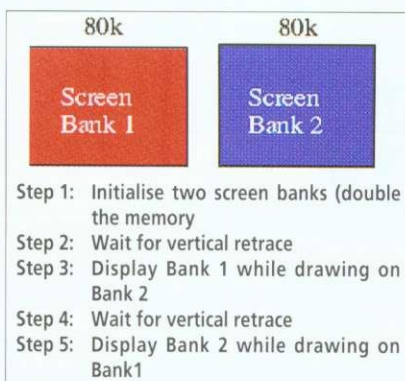 80k 80k
Screen Screen
Bank 1 Bank 2
Step 1: Initialise two screen banks (double
the memory
Step 2: Wait for vertical retrace
Step 3: Display Bank 1 while drawing on
Bank 2
Step 4: Wait for vertical retrace
Step 5: Display Bank 2 while drawing on
Bank1